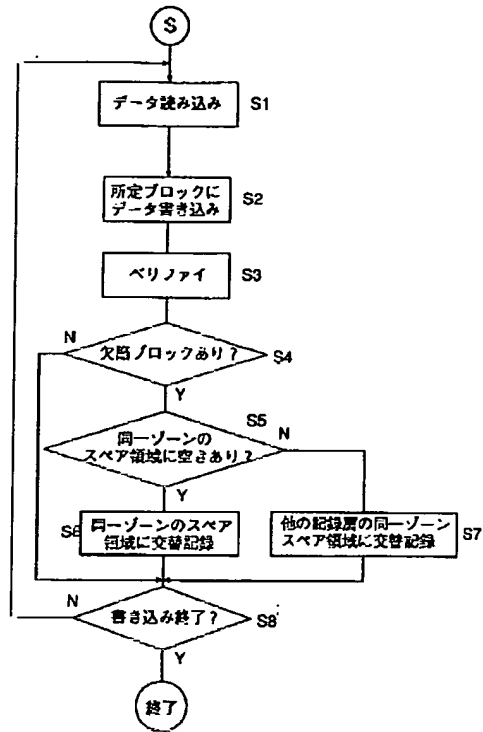 S
データ読み込み
S1
所定ブロックに
データ書き込み
S2
ベリファイ
S3
N
欠陥ブロックあり?
S4
Y
S5
同一ゾーンの
スペア領域に空きあり?
N
Y
S6
同一ゾーンのスペア
領域に交替記録
他の記録層の同一ゾーン
スペア領域に交替記録
S7
N
書き込み終了?
S8
Y
終了